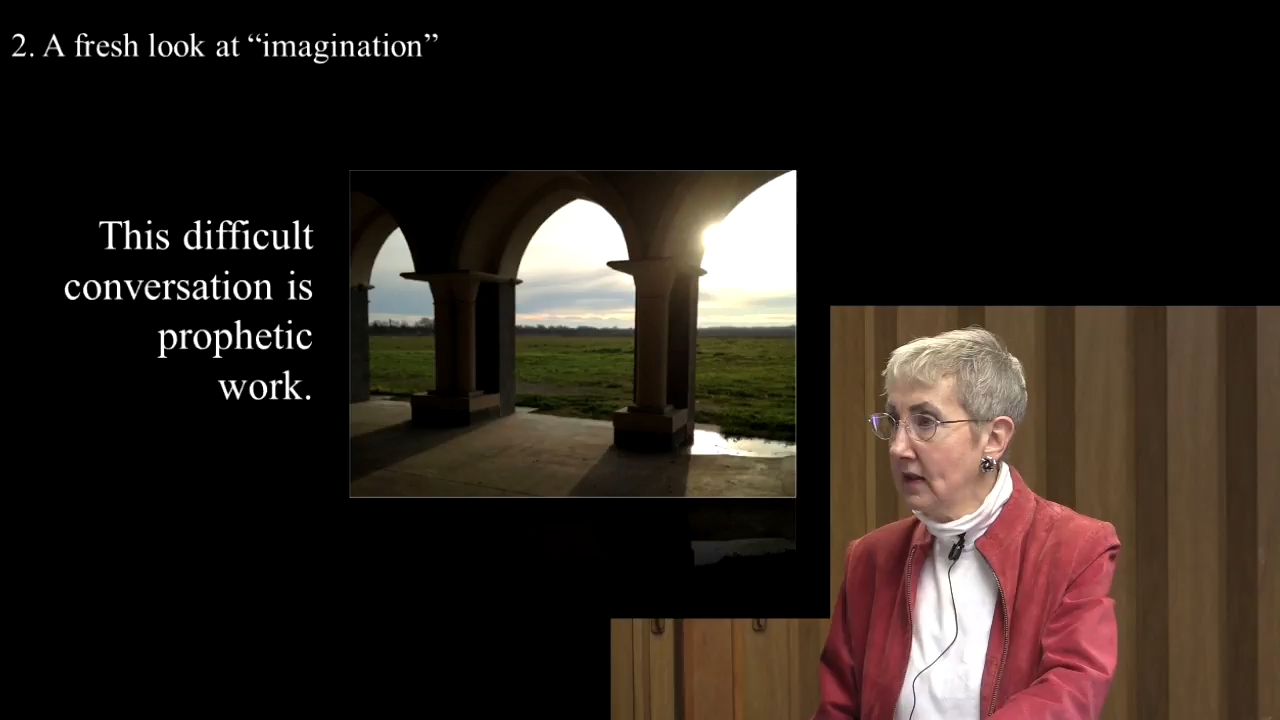 2. A fresh look at “imagination”
This difficult
conversation is
prophetic
work.